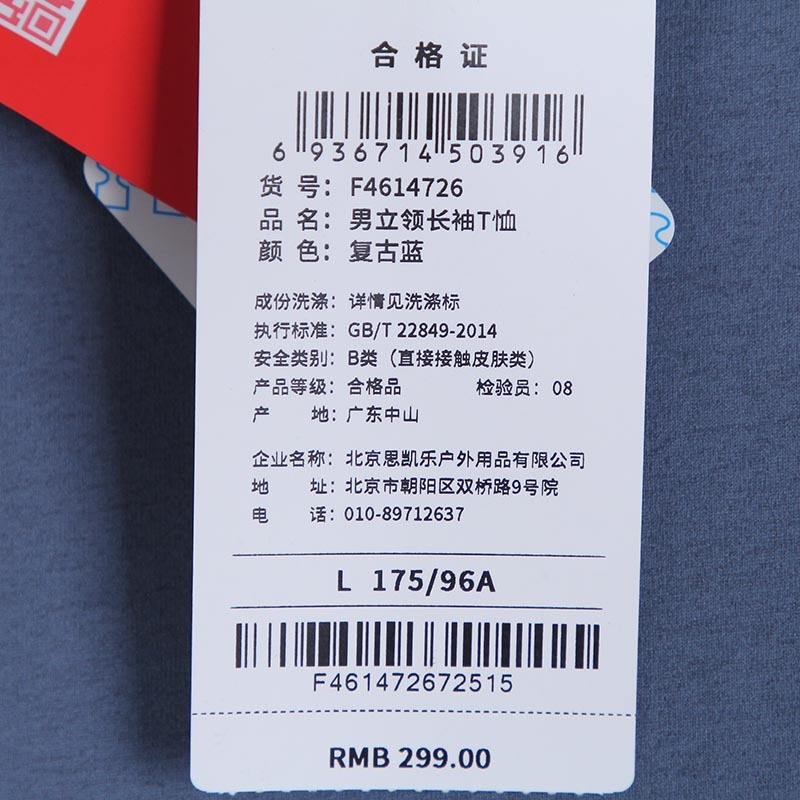 合格证
6 936714 503916
货 号：F4614726
品 名：男立领长袖T恤
颜 色：复古蓝
成份洗涤：详情见洗涤标
执行标准：GB/T 22849-2014
安全类别：B类（直接接触皮肤类）
产品等级：合格品 检验员：08
产 地：广东中山
企业名称：北京思凯乐户外用品有限公司
地 址：北京市朝阳区双桥路9号院
电 话：010-89712637
L 175/96A
F461472672515
RMB 299.00